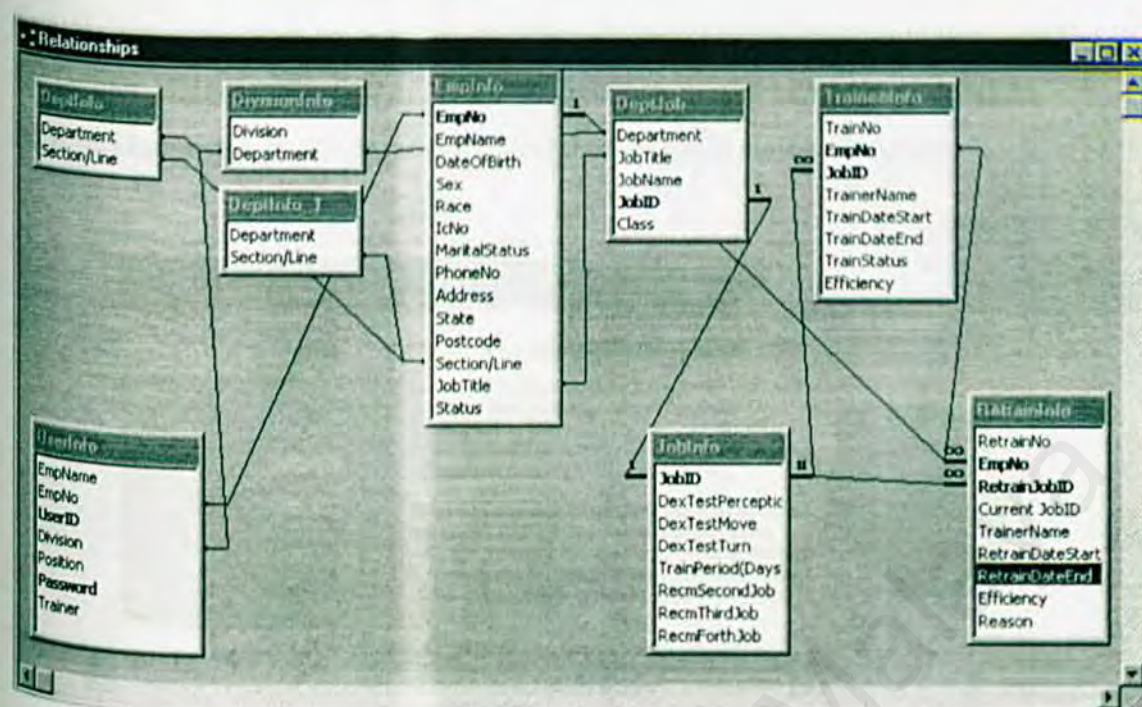 Relationships
DeptInfo
Department
Section/Line
DivisionInfo
Division
Department
DeptInfo_1
Department
Section/Line
EmpInfo
EmpNo
EmpName
DateOfBirth
Sex
Race
IcNo
MaritalStatus
PhoneNo
Address
State
Postcode
Section/Line
JobTitle
Status
1
DeptJob
Department
JobTitle
JobName
JobID
Class
1
TraineeInfo
TrainNo
EmpNo
JobID
TrainerName
TrainDateStart
TrainDateEnd
TrainStatus
Efficiency
∞
UserInfo
EmpName
EmpNo
UserID
Division
Position
Password
Trainer
1
JobInfo
JobID
DexTestPerceptic
DexTestMove
DexTestTurn
TrainPeriod(Days
RecmSecondJob
RecmThirdJob
RecmForthJob
RetrainInfo
RetrainNo
EmpNo
RetrainJobID
Current JobID
TrainerName
RetrainDateStart
RetrainDateEnd
Efficiency
Reason
∞
∞